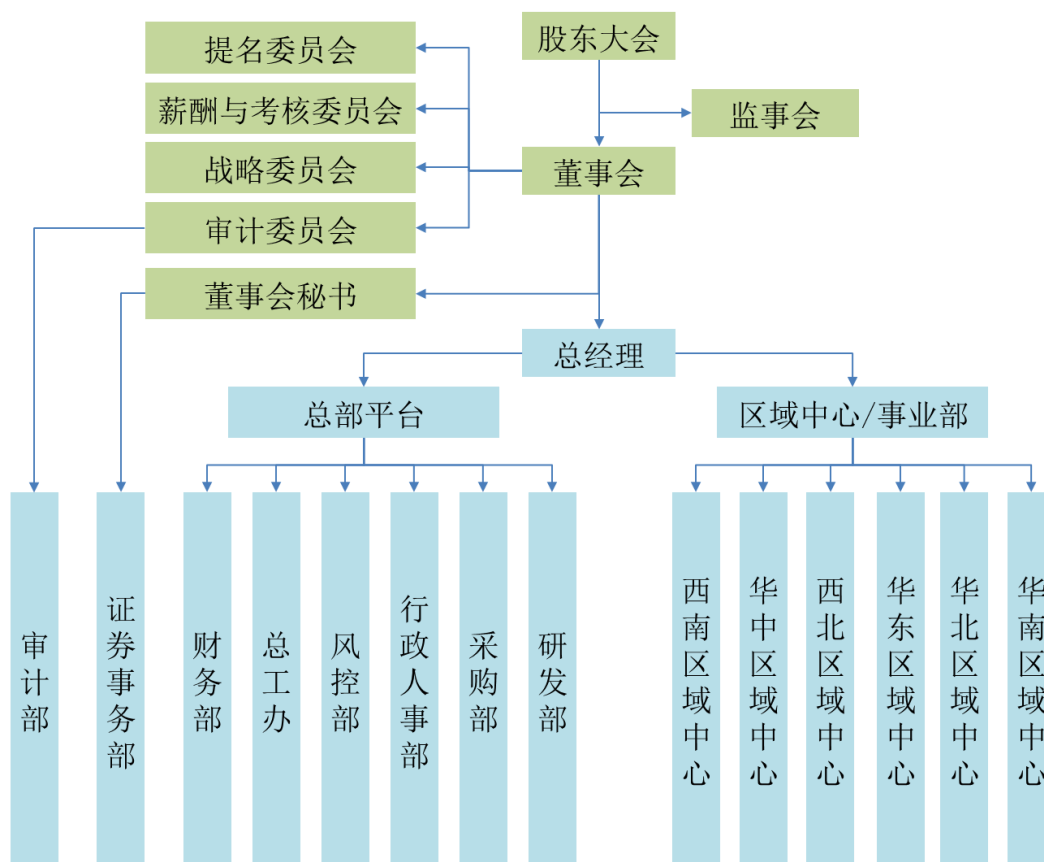 股东大会
提名委员会
薪酬与考核委员会
监事会
战略委员会
董事会
审计委员会
董事会秘书
总经理
总部平台
区域中心/事业部
审计部
证券事务部
财务部
总工办
风控部
行政人事部
采购部
研发部
西南区域中心
华中区域中心
西北区域中心
华东区域中心
华北区域中心
华南区域中心